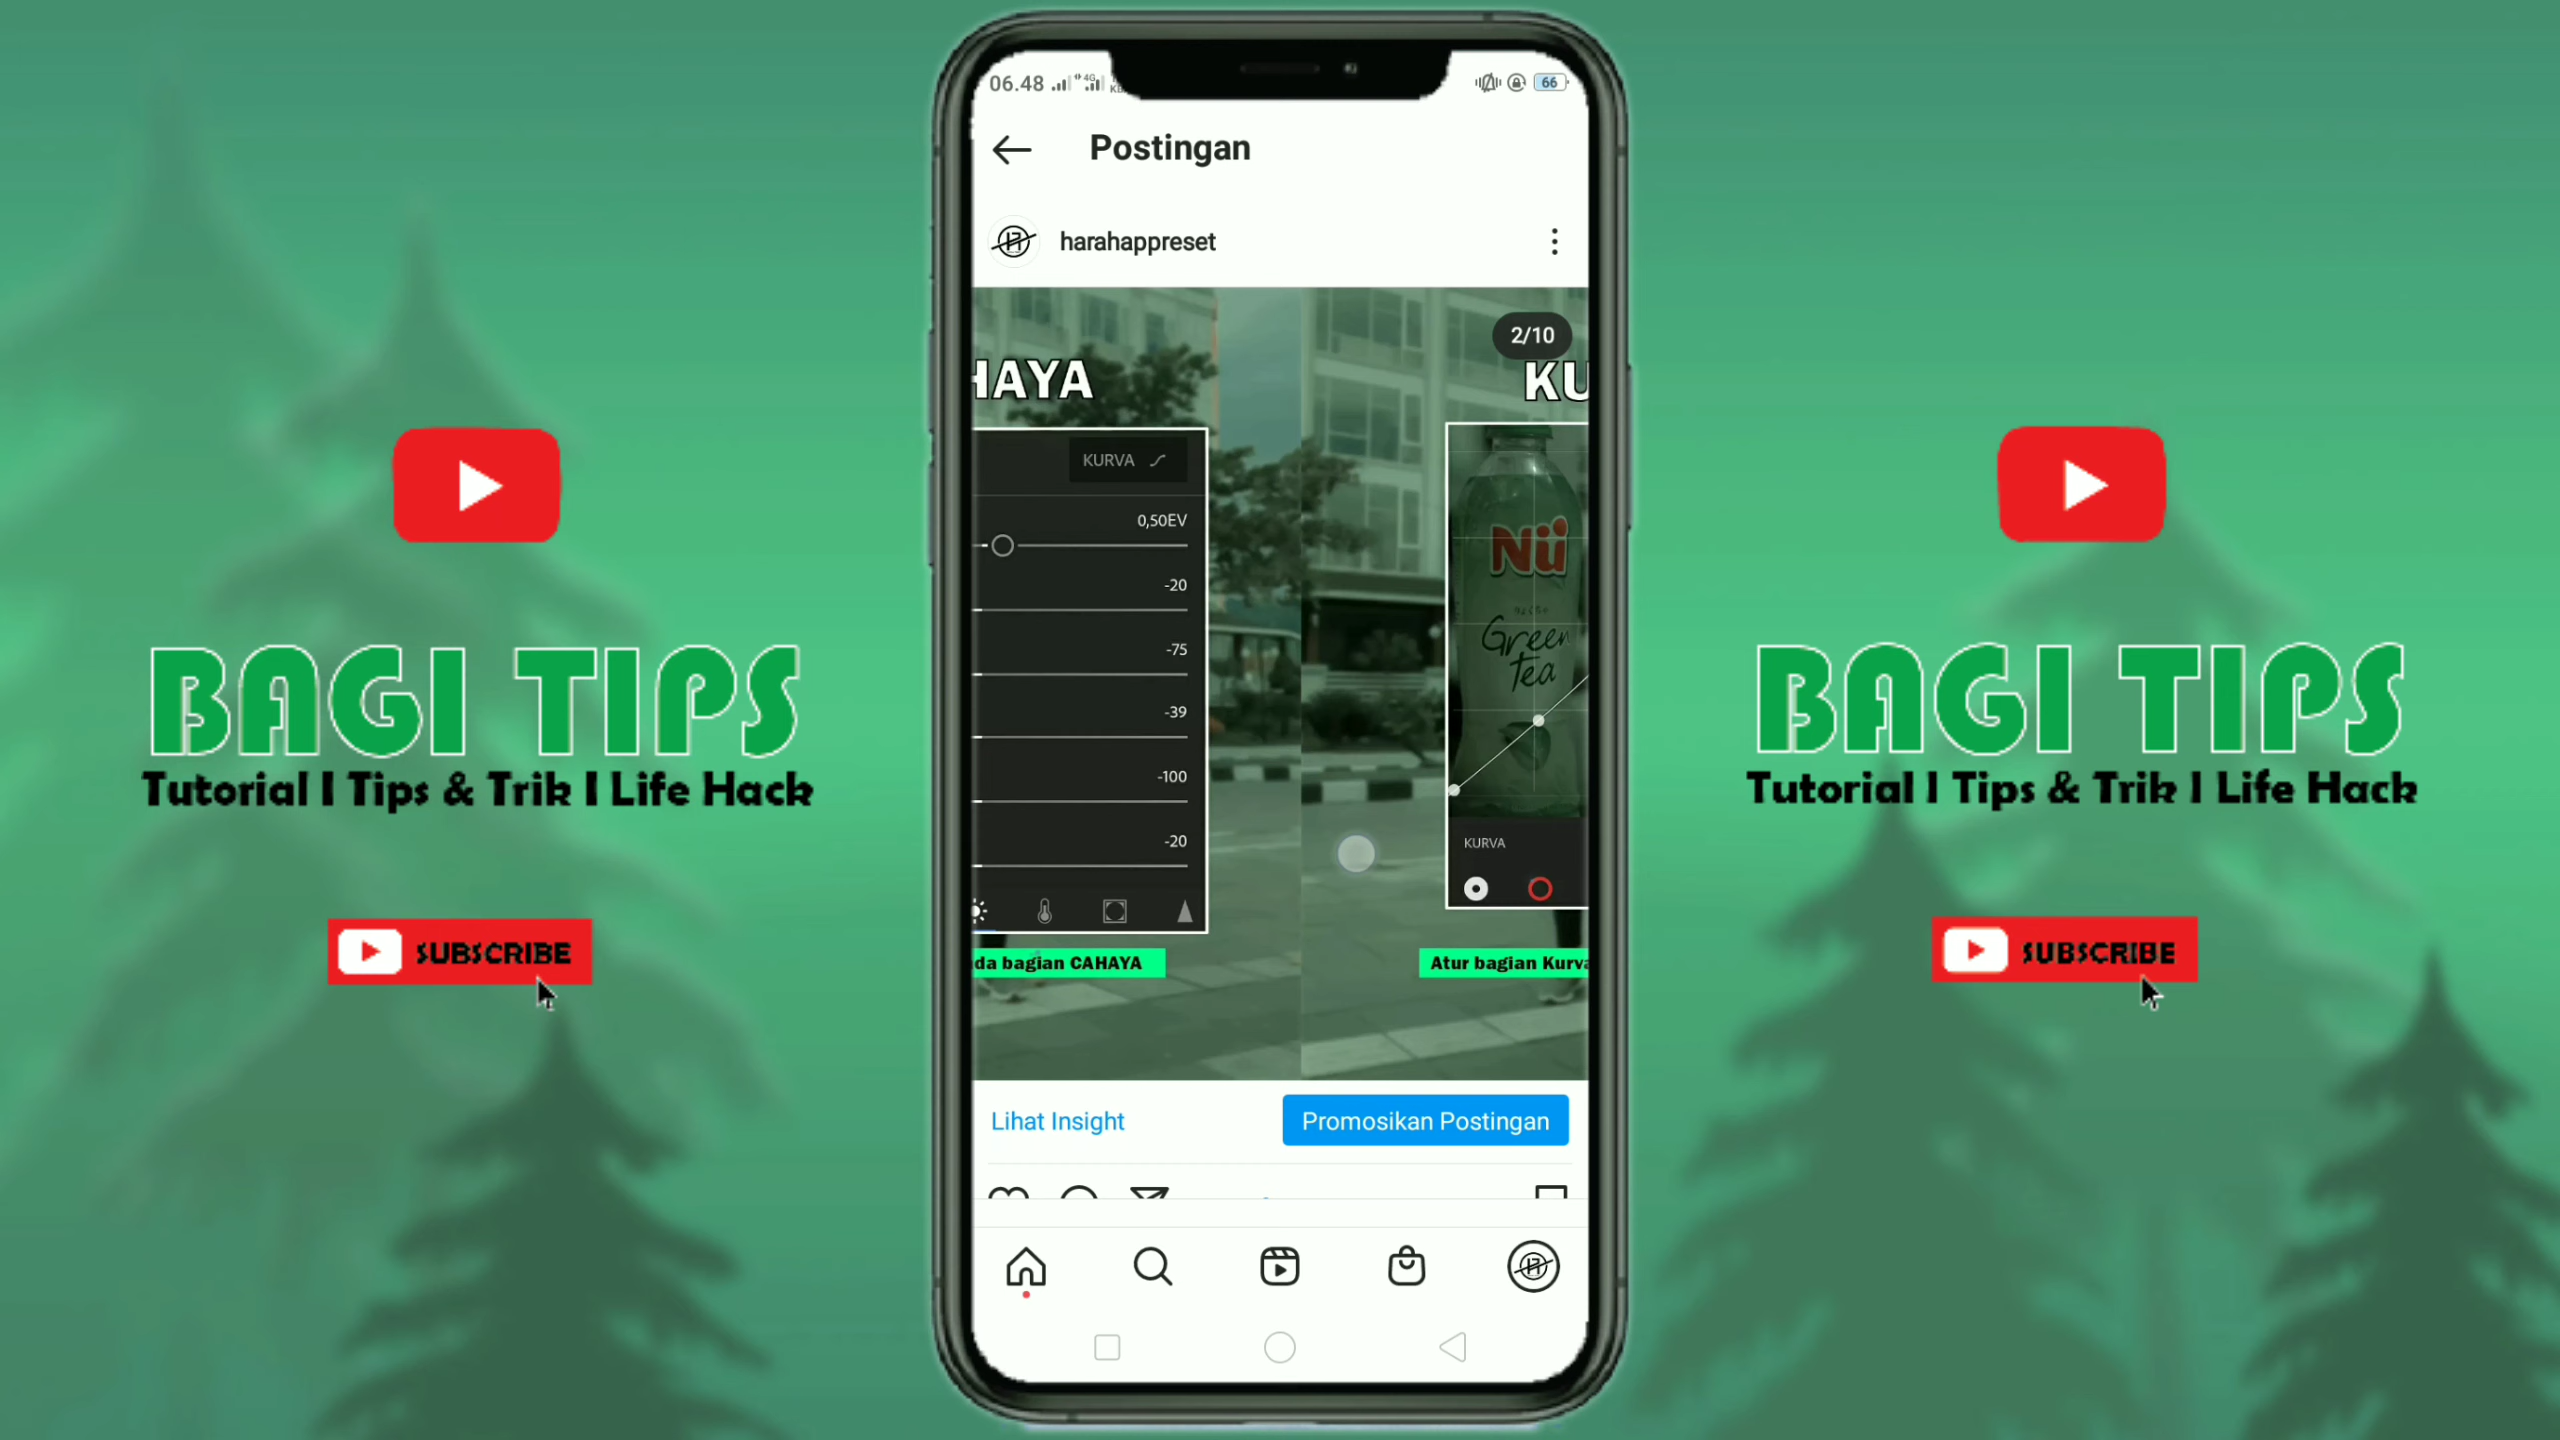 06.48
4G
66
Postingan
harahappreset
2/10
HAYA
KU
KURVA
0,50EV
-20
-75
-39
-100
-20
Nü
Green
Tea
KURVA
da bagian CAHAYA
Atur bagian Kurva
Lihat Insight
Promosikan Postingan
BAGI TIPS
Tutorial I Tips & Trik I Life Hack
SUBSCRIBE
BAGI TIPS
Tutorial I Tips & Trik I Life Hack
SUBSCRIBE